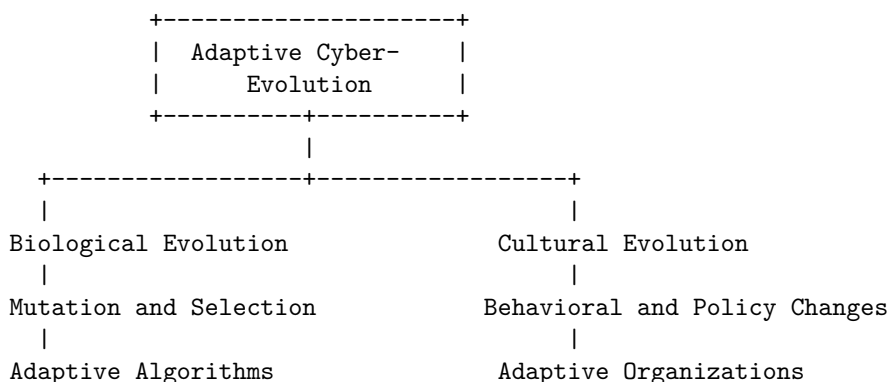 Adaptive Cyber-
Evolution
Biological Evolution Cultural Evolution
Mutation and Selection Behavioral and Policy Changes
Adaptive Algorithms Adaptive Organizations